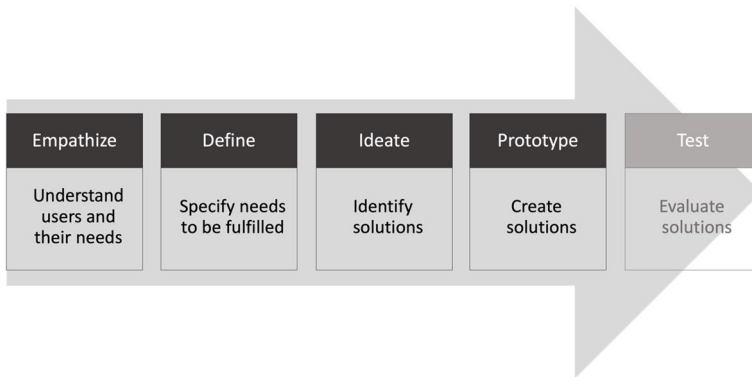 Empathize
Define
Ideate
Prototype
Test
Understand
users and
their needs
Specify needs
to be fulfilled
Identify
solutions
Create
solutions
Evaluate
solutions